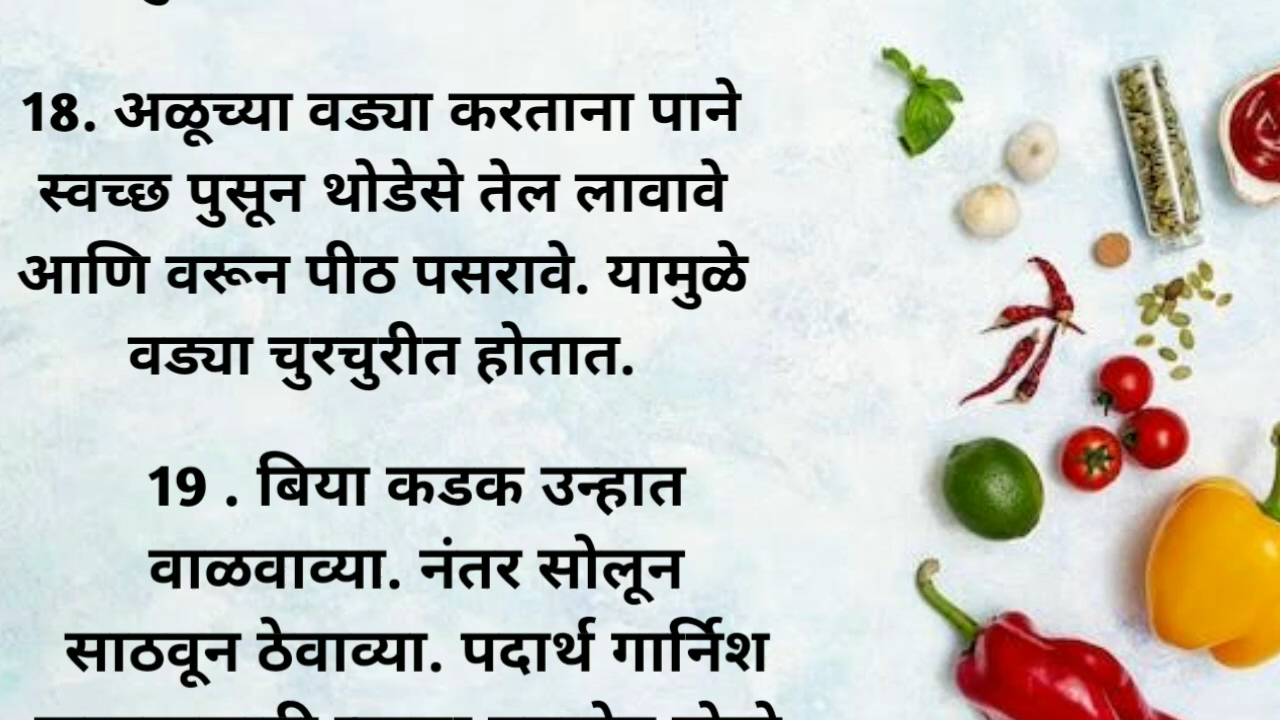 18. अळूच्या वड्या करताना पाने
स्वच्छ पुसून थोडेसे तेल लावावे
आणि वरून पीठ पसरावे. यामुळे
वड्या चुरचुरीत होतात.
19 . बिया कडक उन्हात
वाळवाव्या. नंतर सोलून
साठवून ठेवाव्या. पदार्थ गार्निश